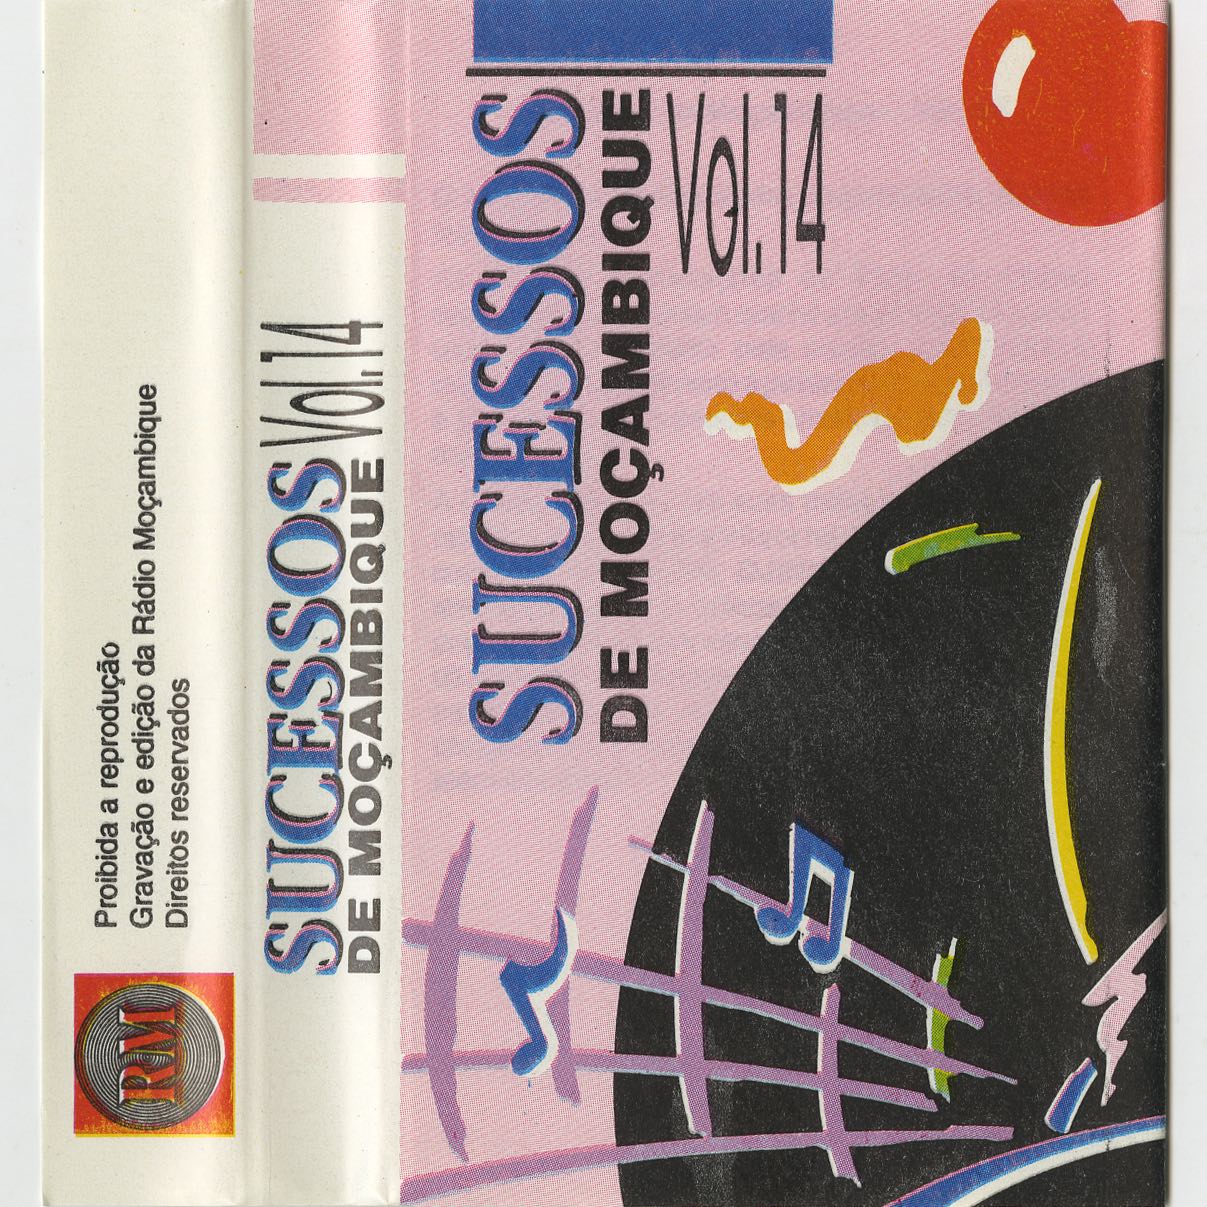 Proibida a reprodução
Gravação e edição da Rádio Moçambique
Direitos reservados
RM
SUCESSOS Vol.14
DE MOÇAMBIQUE
SUCESSOS
DE MOÇAMBIQUE
Vol.14